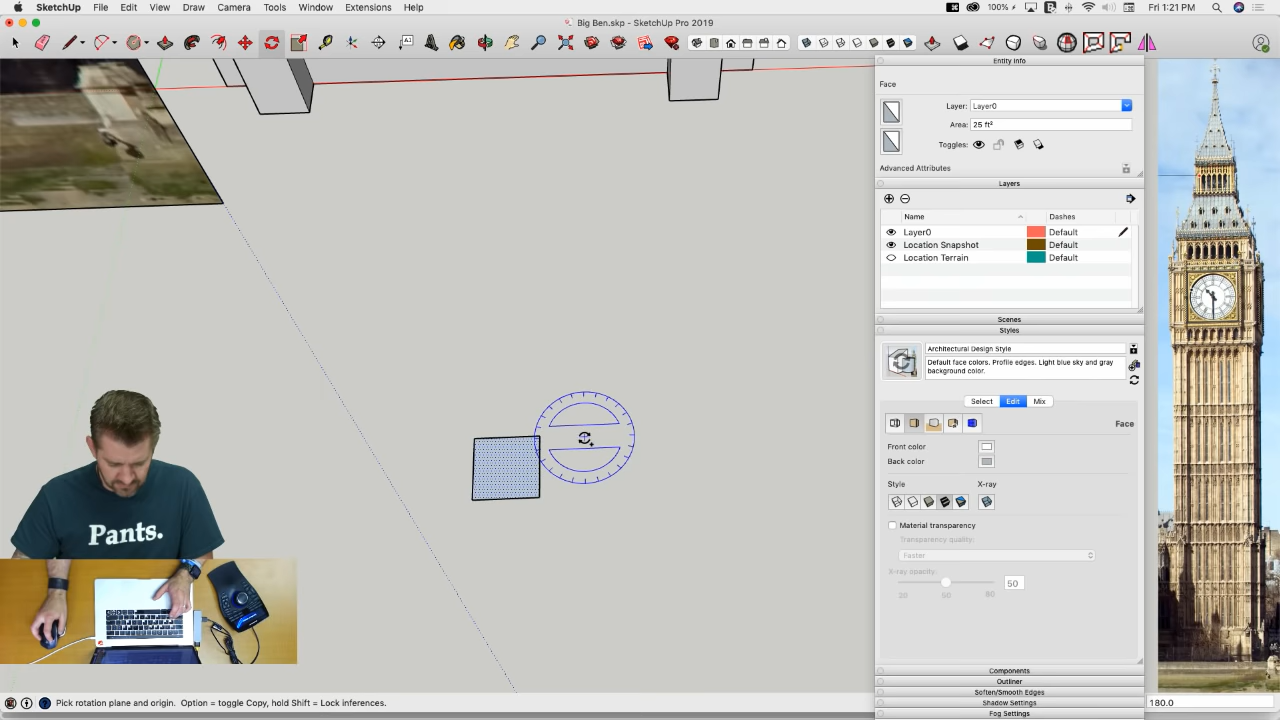 SketchUp File Edit View Draw Camera Tools Window Extensions Help 100% Fri 1:21 PM
Big Ben.skp - SketchUp Pro 2019
Entity Info
Face
Layer: Layer0
Area: 25 ft²
Toggles:
Advanced Attributes
Layers
Name Dashes
Layer0 Default
Location Snapshot Default
Location Terrain Default
Scenes
Styles
Architectural Design Style
Default face colors. Profile edges. Light blue sky and gray
background color.
Select Edit Mix
Face
Front color
Back color
Style X-ray
Material transparency
Transparency quality:
Faster
X-ray opacity: 50
20 50 80
Components
Outliner
Soften/Smooth Edges
Shadow Settings
Fog Settings
Pants.
Pick rotation plane and origin. Option = toggle Copy, hold Shift = Lock inferences.
180.0